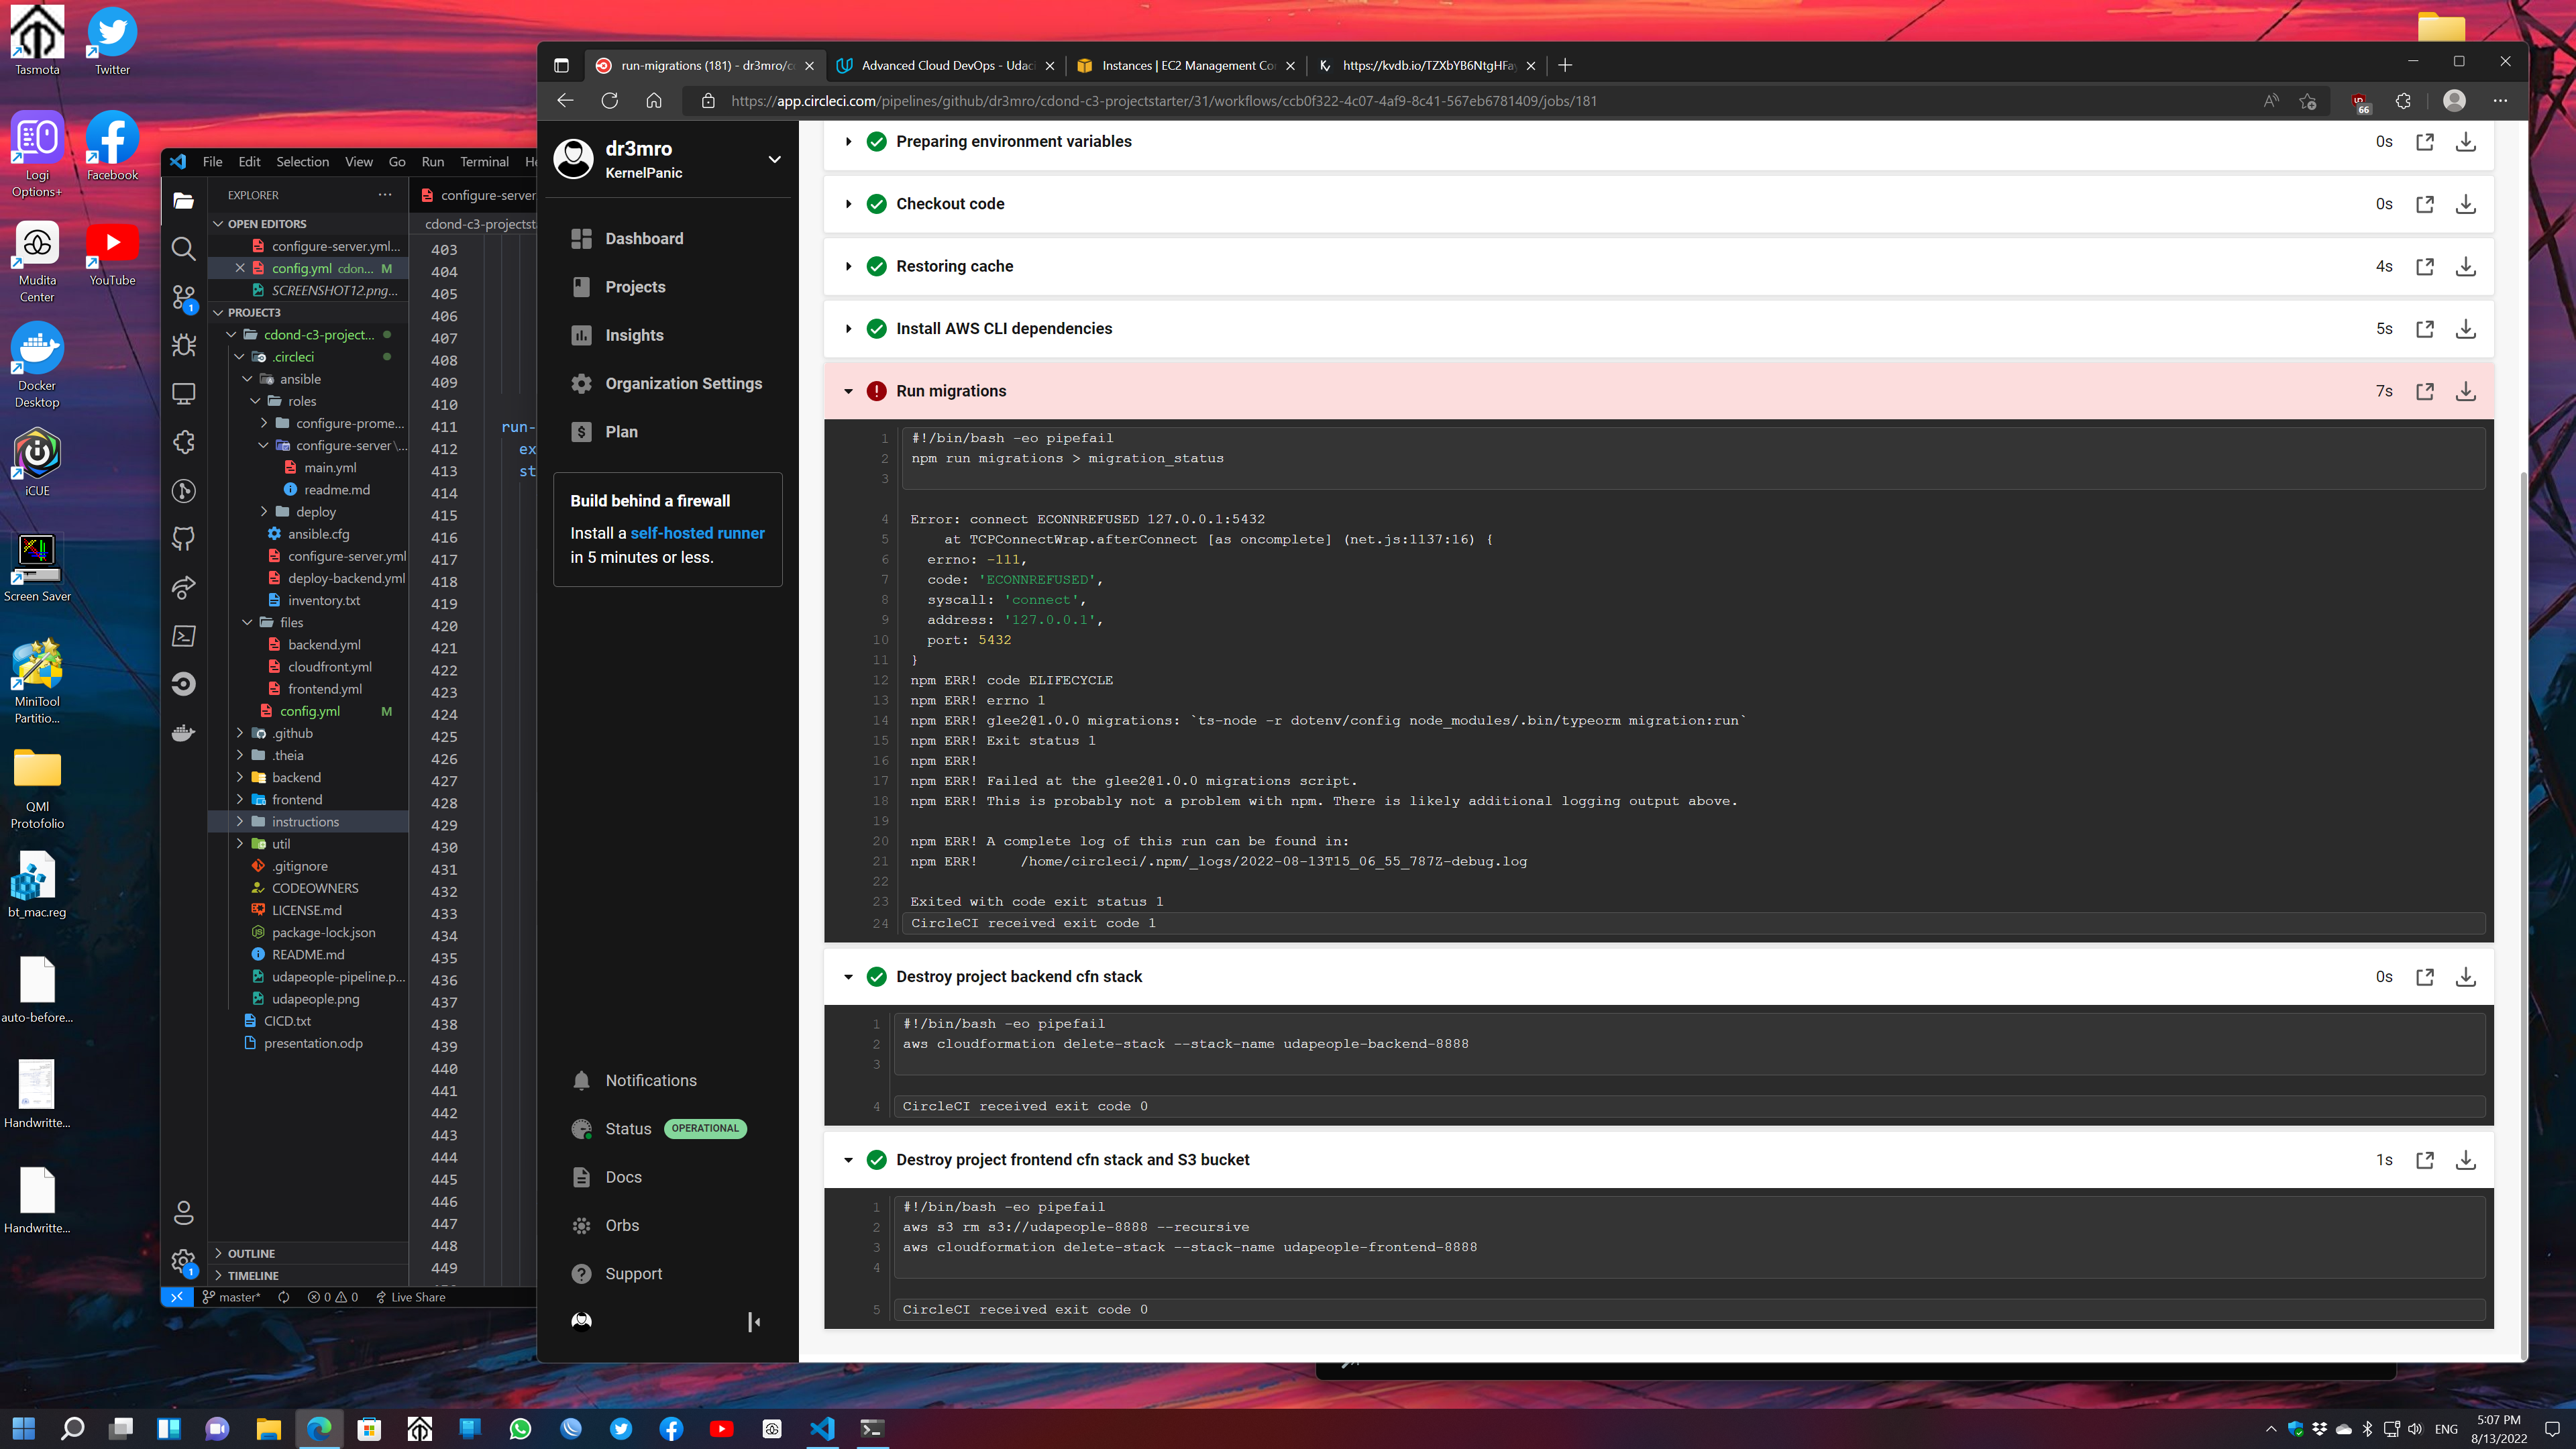 Tasmota
Twitter
Logi
Options+
Facebook
Mudita
Center
YouTube
Docker
Desktop
iCUE
Screen Saver
MiniTool
Partitio...
QMl
Protofolio
bt_mac.reg
auto-before...
Handwritte...
Handwritte...
File Edit Selection View Go Run Terminal He
EXPLORER
configure-server
OPEN EDITORS
cdond-c3-projectsta
configure-server.yml...
config.yml cdon... M
SCREENSHOT12.png...
PROJECT3
cdond-c3-project...
.circleci
ansible
roles
configure-prome...
configure-server\...
main.yml
readme.md
deploy
ansible.cfg
configure-server.yml
deploy-backend.yml
inventory.txt
files
backend.yml
cloudfront.yml
frontend.yml
config.yml M
.github
.theia
backend
frontend
instructions
util
.gitignore
CODEOWNERS
LICENSE.md
package-lock.json
README.md
udapeople-pipeline.p...
udapeople.png
CICD.txt
presentation.odp
OUTLINE
TIMELINE
1
1
master* 0 0 Live Share
403
404
405
406
407
408
409
410
411 run-
412 ex
413 st
414
415
416
417
418
419
420
421
422
423
424
425
426
427
428
429
430
431
432
433
434
435
436
437
438
439
440
441
442
443
444
445
446
447
448
449
run-migrations (181) - dr3mro/c
Advanced Cloud DevOps - Udac
Instances | EC2 Management Co
https://kvdb.io/TZXbYB6NtgHFa
https://app.circleci.com/pipelines/github/dr3mro/cdond-c3-projectstarter/31/workflows/ccb0f322-4c07-4af9-8c41-567eb6781409/jobs/181
66
dr3mro
KernelPanic
Dashboard
Projects
Insights
Organization Settings
Plan
Build behind a firewall
Install a self-hosted runner
in 5 minutes or less.
Notifications
Status OPERATIONAL
Docs
Orbs
Support
Preparing environment variables 0s
Checkout code 0s
Restoring cache 4s
Install AWS CLI dependencies 5s
Run migrations 7s
1 #!/bin/bash -eo pipefail
2 npm run migrations > migration_status
3
4 Error: connect ECONNREFUSED 127.0.0.1:5432
5 at TCPConnectWrap.afterConnect [as oncomplete] (net.js:1137:16) {
6 errno: -111,
7 code: 'ECONNREFUSED',
8 syscall: 'connect',
9 address: '127.0.0.1',
10 port: 5432
11 }
12 npm ERR! code ELIFECYCLE
13 npm ERR! errno 1
14 npm ERR! glee2@1.0.0 migrations: `ts-node -r dotenv/config node_modules/.bin/typeorm migration:run`
15 npm ERR! Exit status 1
16 npm ERR!
17 npm ERR! Failed at the glee2@1.0.0 migrations script.
18 npm ERR! This is probably not a problem with npm. There is likely additional logging output above.
19
20 npm ERR! A complete log of this run can be found in:
21 npm ERR! /home/circleci/.npm/_logs/2022-08-13T15_06_55_787Z-debug.log
22
23 Exited with code exit status 1
24 CircleCI received exit code 1
Destroy project backend cfn stack 0s
1 #!/bin/bash -eo pipefail
2 aws cloudformation delete-stack --stack-name udapeople-backend-8888
3
4 CircleCI received exit code 0
Destroy project frontend cfn stack and S3 bucket 1s
1 #!/bin/bash -eo pipefail
2 aws s3 rm s3://udapeople-8888 --recursive
3 aws cloudformation delete-stack --stack-name udapeople-frontend-8888
4
5 CircleCI received exit code 0
ENG
5:07 PM
8/13/2022